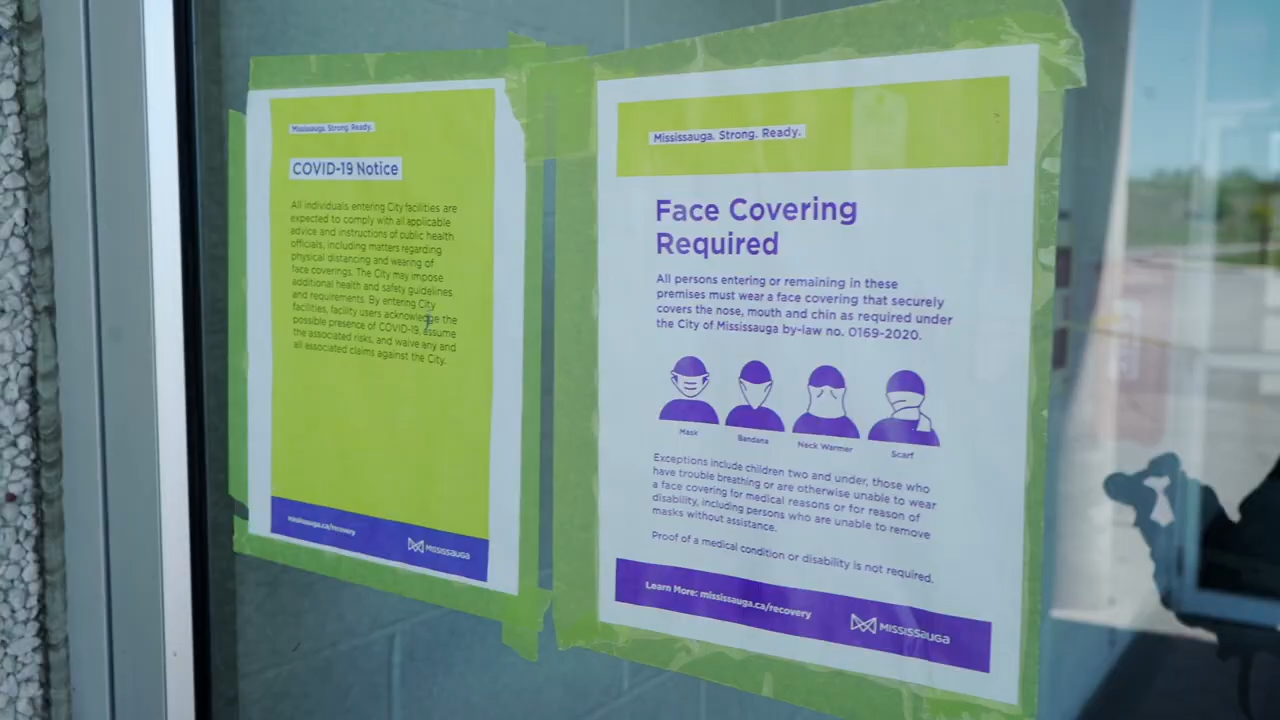 Mississauga. Strong. Ready.
COVID-19 Notice
All individuals entering City facilities are
expected to comply with all applicable
advice and instructions of public health
officials, including matters regarding
physical distancing and wearing of
face coverings. The City may impose
additional health and safety guidelines
and requirements. By entering City
facilities, facility users acknowledge the
possible presence of COVID-19, assume
the associated risks, and waive any and
all associated claims against the City.
mississauga.ca/recovery
MISSISSAUGA
Mississauga. Strong. Ready.
Face Covering
Required
All persons entering or remaining in these
premises must wear a face covering that securely
covers the nose, mouth and chin as required under
the City of Mississauga by-law no. 0169-2020.
Mask
Bandana
Neck Warmer
Scarf
Exceptions include children two and under, those who
have trouble breathing or are otherwise unable to wear
a face covering for medical reasons or for reason of
disability, including persons who are unable to remove
masks without assistance.
Proof of a medical condition or disability is not required.
Learn More: mississauga.ca/recovery
MISSISSAUGA